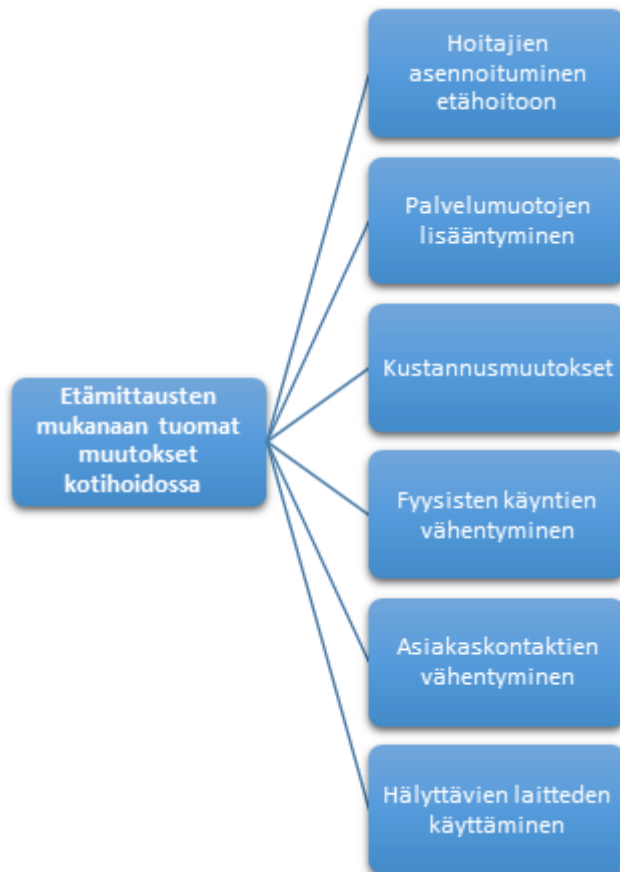 Hoitajien
asennoituminen
etähoitoon
Palvelumuotojen
lisääntyminen
Kustannusmuutokset
Etämittausten
mukanaan tuomat
muutokset
kotihoidossa
Fyysisten käyntien
vähentyminen
Asiakaskontaktien
vähentyminen
Hälyttävien laitteden
käyttäminen